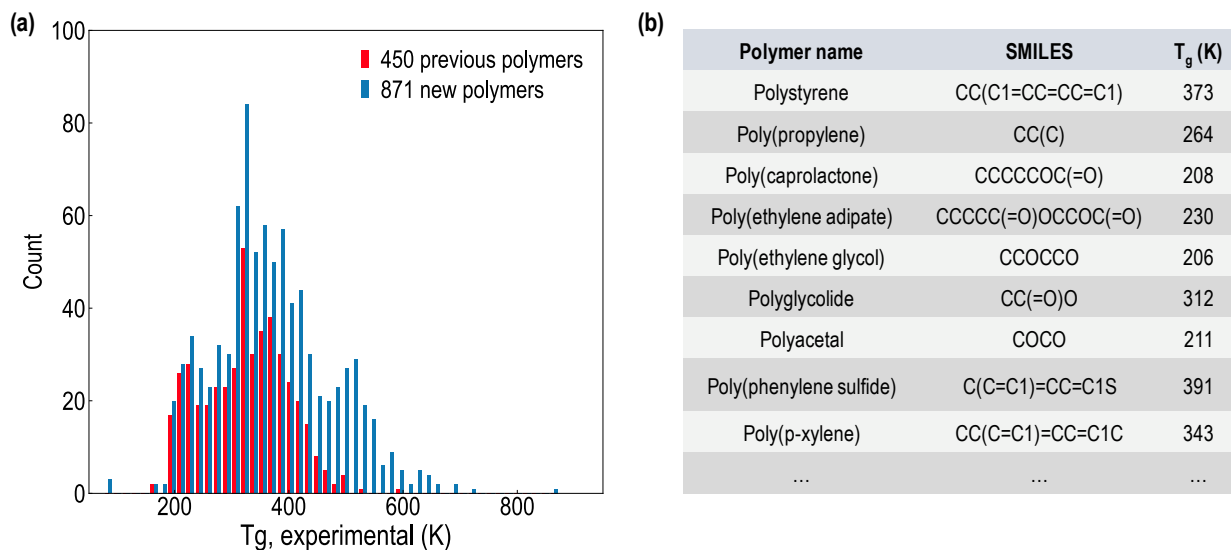 (a)
100
80
60
40
20
0
Count
450 previous polymers
871 new polymers
200 400 600 800
Tg, experimental (K)
(b)
Polymer name SMILES Tg (K)
Polystyrene CC(C1=CC=CC=C1) 373
Poly(propylene) CC(C) 264
Poly(caprolactone) CCCCCOC(=O) 208
Poly(ethylene adipate) CCCCC(=O)OCCOC(=O) 230
Poly(ethylene glycol) CCOCCO 206
Polyglycolide CC(=O)O 312
Polyacetal COCO 211
Poly(phenylene sulfide) C(C=C1)=CC=C1S 391
Poly(p-xylene) CC(C=C1)=CC=C1C 343
... ... ...